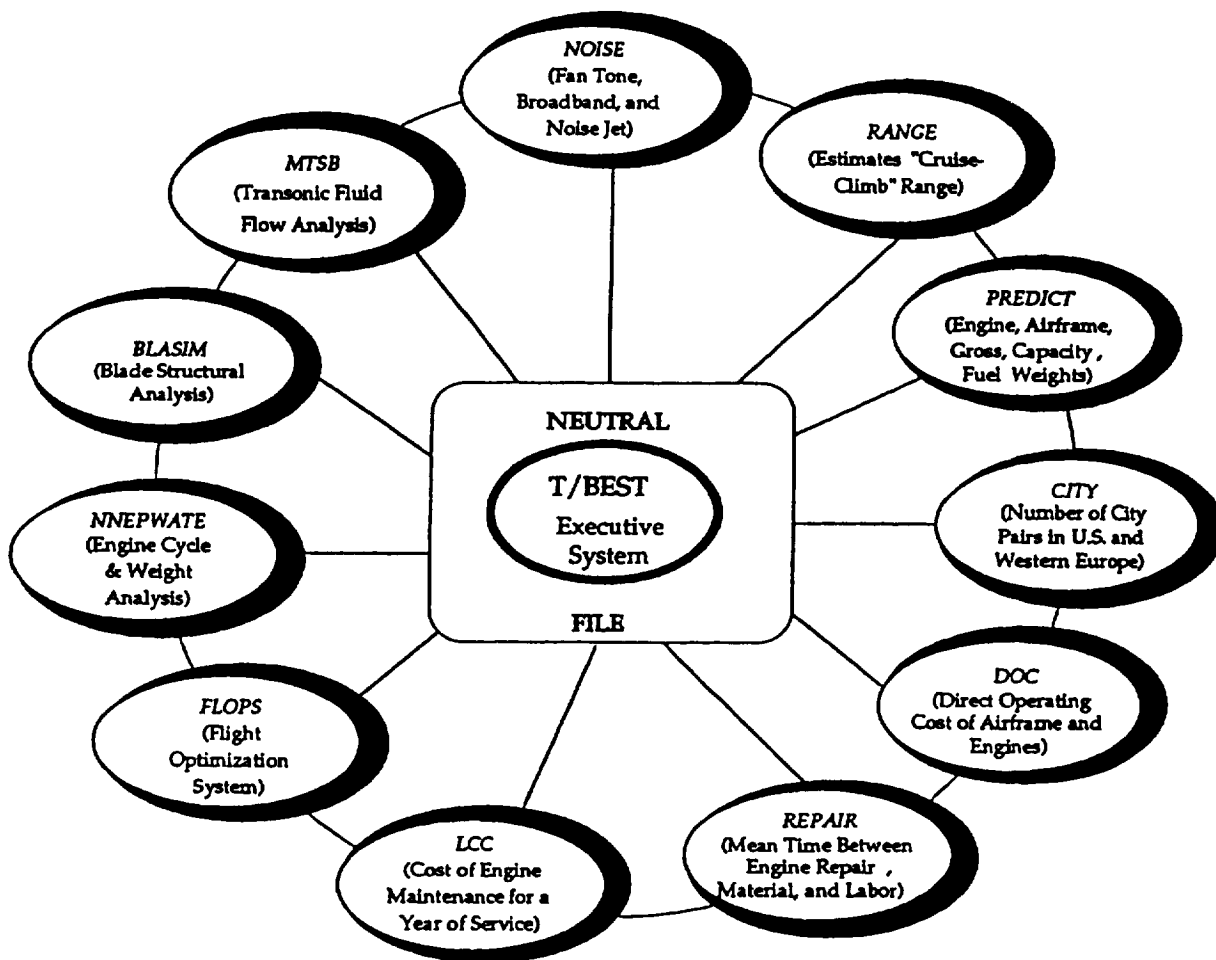 NOISE
(Fan Tone,
Broadband, and
Noise Jet)
RANGE
(Estimates "Cruise-
Climb" Range)
MTSB
(Transonic Fluid
Flow Analysis)
PREDICT
(Engine, Airframe,
Gross, Capacity ,
Fuel Weights)
BLASIM
(Blade Structural
Analysis)
NEUTRAL
T/BEST
Executive
System
FILE
CITY
(Number of City
Pairs in U.S. and
Western Europe)
NNEPWATE
(Engine Cycle
& Weight
Analysis)
DOC
(Direct Operating
Cost of Airframe and
Engines)
FLOPS
(Flight
Optimization
System)
REPAIR
(Mean Time Between
Engine Repair ,
Material, and Labor)
LCC
(Cost of Engine
Maintenance for a
Year of Service)